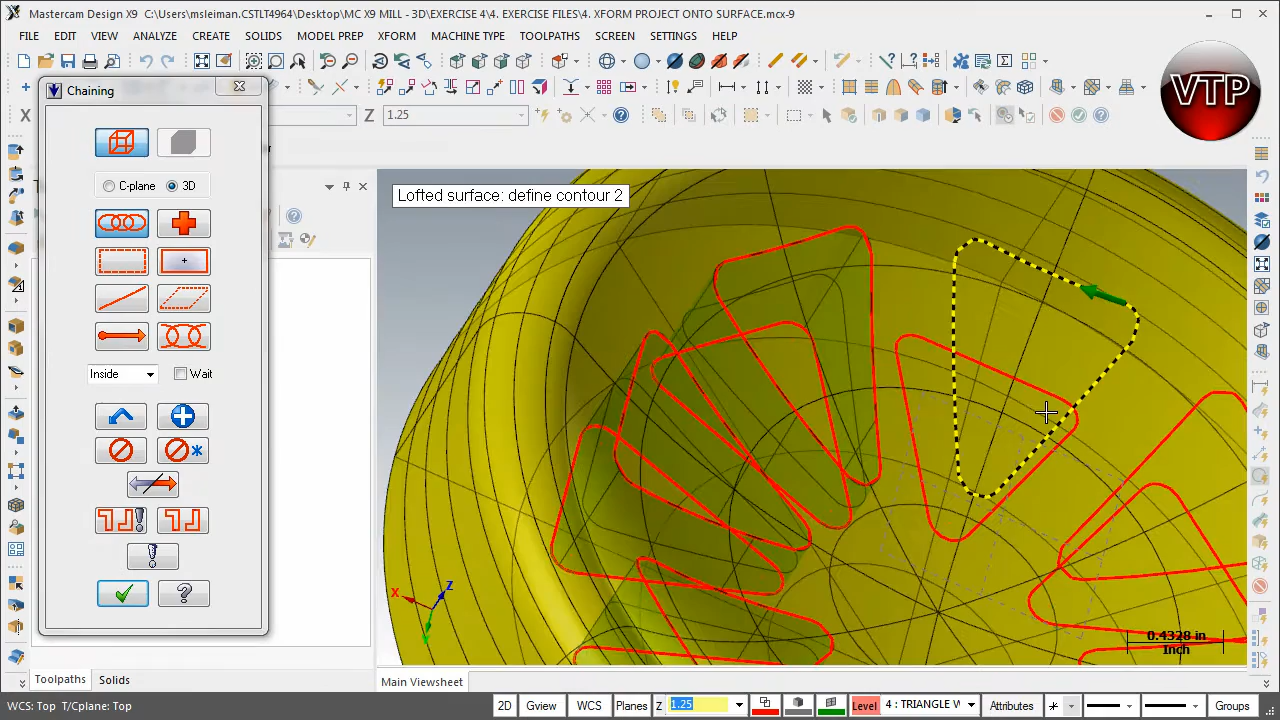 Mastercam Design X9 C:\Users\msleiman.CSTLT4964\Desktop\MC X9 MILL - 3D\EXERCISE 4\4. EXERCISE FILES\4. XFORM PROJECT ONTO SURFACE.mcx-9
FILE EDIT VIEW ANALYZE CREATE SOLIDS MODEL PREP XFORM MACHINE TYPE TOOLPATHS SCREEN SETTINGS HELP
VTP
Chaining
X
Z 1.25
C-plane 3D
Lofted surface: define contour 2
Inside Wait
X Z
0.4328 in
Inch
Toolpaths Solids
Main Viewsheet
WCS: Top T/Cplane: Top
2D Gview WCS Planes Z 1.25 Level 4 : TRIANGLE W Attributes Groups